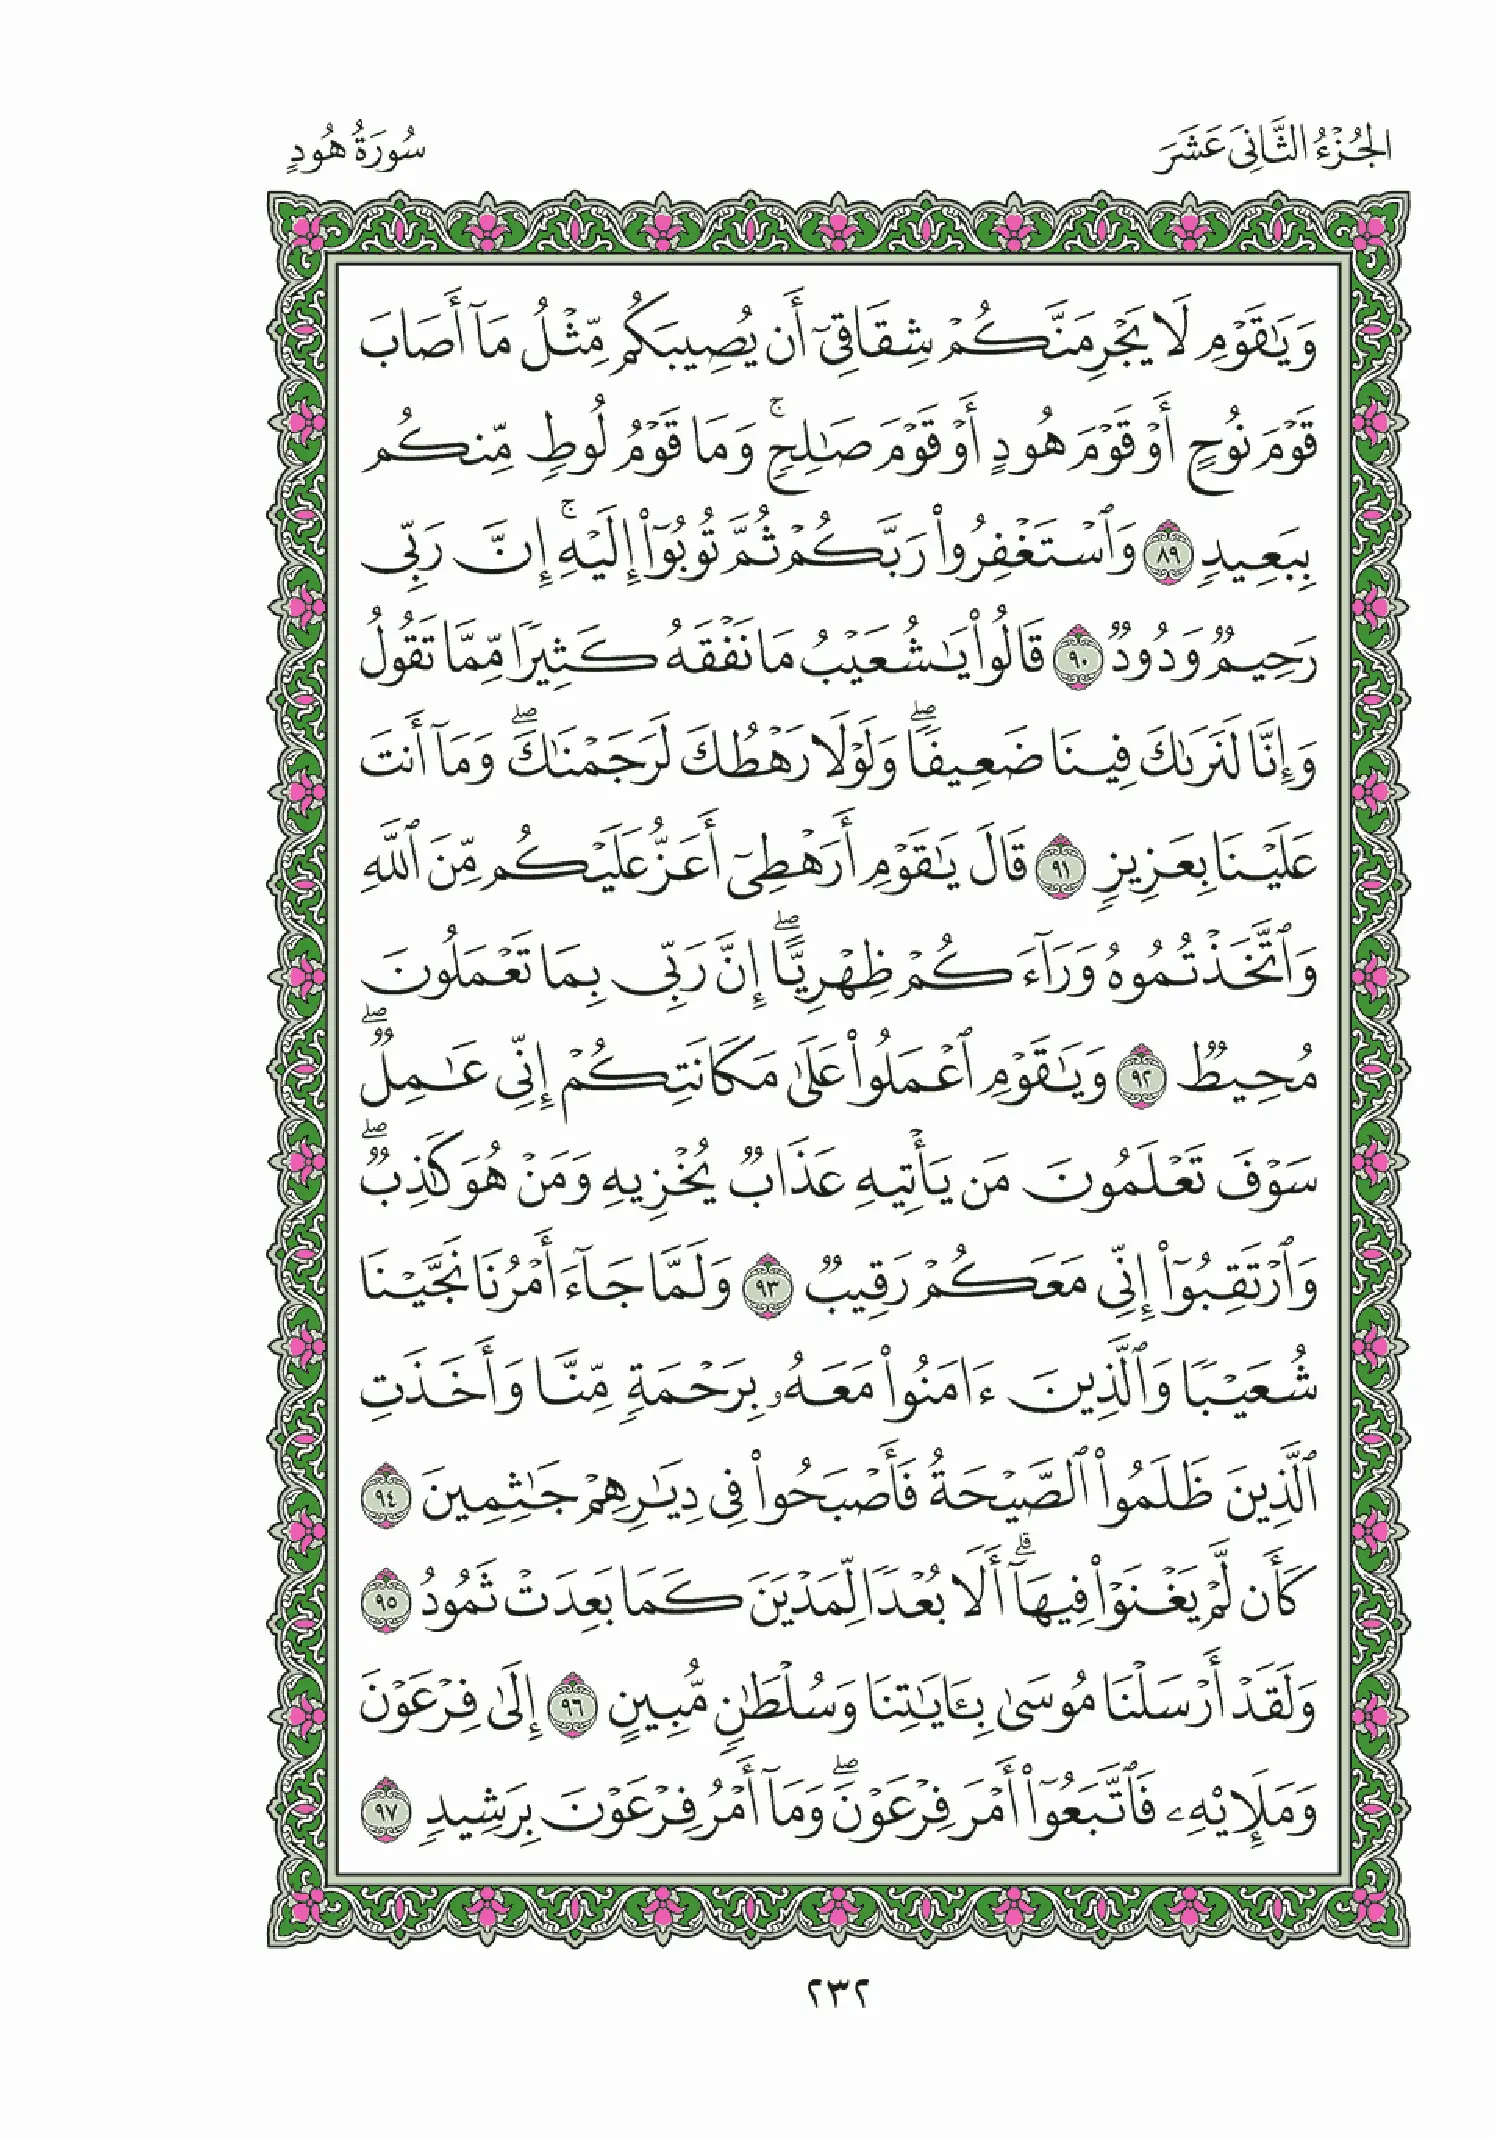 الجُزْءُ الثَّانِىَ عَشَرَ
سُورَةُ هُودٍ
وَيَٰقَوْمِ لَا يَجْرِمَنَّكُمْ شِقَاقِىٓ أَن يُصِيبَكُم مِّثْلُ مَآ أَصَابَ
قَوْمَ نُوحٍ أَوْ قَوْمَ هُودٍ أَوْ قَوْمَ صَٰلِحٍ ۚ وَمَا قَوْمُ لُوطٍ مِّنكُم
بِبَعِيدٍ ٨٩ وَٱسْتَغْفِرُوا۟ رَبَّكُمْ ثُمَّ تُوبُوٓا۟ إِلَيْهِ ۚ إِنَّ رَبِّى
رَحِيمٌ وَدُودٌ ٩٠ قَالُوا۟ يَٰشُعَيْبُ مَا نَفْقَهُ كَثِيرًا مِّمَّا تَقُولُ
وَإِنَّا لَنَرَىٰكَ فِينَا ضَعِيفًا ۖ وَلَوْلَا رَهْطُكَ لَرَجَمْنَٰكَ ۖ وَمَآ أَنتَ
عَلَيْنَا بِعَزِيزٍ ٩١ قَالَ يَٰقَوْمِ أَرَهْطِىٓ أَعَزُّ عَلَيْكُم مِّنَ ٱللَّهِ
وَٱتَّخَذْتُمُوهُ وَرَآءَكُمْ ظِهْرِيًّا ۖ إِنَّ رَبِّى بِمَا تَعْمَلُونَ
مُحِيطٌ ٩٢ وَيَٰقَوْمِ ٱعْمَلُوا۟ عَلَىٰ مَكَانَتِكُمْ إِنِّى عَٰمِلٌ ۖ
سَوْفَ تَعْلَمُونَ مَن يَأْتِيهِ عَذَابٌ يُخْزِيهِ وَمَنْ هُوَ كَٰذِبٌ ۖ
وَٱرْتَقِبُوٓا۟ إِنِّى مَعَكُمْ رَقِيبٌ ٩٣ وَلَمَّا جَآءَ أَمْرُنَا نَجَّيْنَا
شُعَيْبًا وَٱلَّذِينَ ءَامَنُوا۟ مَعَهُۥ بِرَحْمَةٍ مِّنَّا وَأَخَذَتِ
ٱلَّذِينَ ظَلَمُوا۟ ٱلصَّيْحَةُ فَأَصْبَحُوا۟ فِى دِيَٰرِهِمْ جَٰثِمِينَ ٩٤
كَأَن لَّمْ يَغْنَوْا۟ فِيهَآ ۗ أَلَا بُعْدًا لِّمَدْيَنَ كَمَا بَعِدَتْ ثَمُودُ ٩٥
وَلَقَدْ أَرْسَلْنَا مُوسَىٰ بِـَٔايَٰتِنَا وَسُلْطَٰنٍ مُّبِينٍ ٩٦ إِلَىٰ فِرْعَوْنَ
وَمَلَإِي۟هِۦ فَٱتَّبَعُوٓا۟ أَمْرَ فِرْعَوْنَ ۖ وَمَآ أَمْرُ فِرْعَوْنَ بِرَشِيدٍ ٩٧
٢٣٢